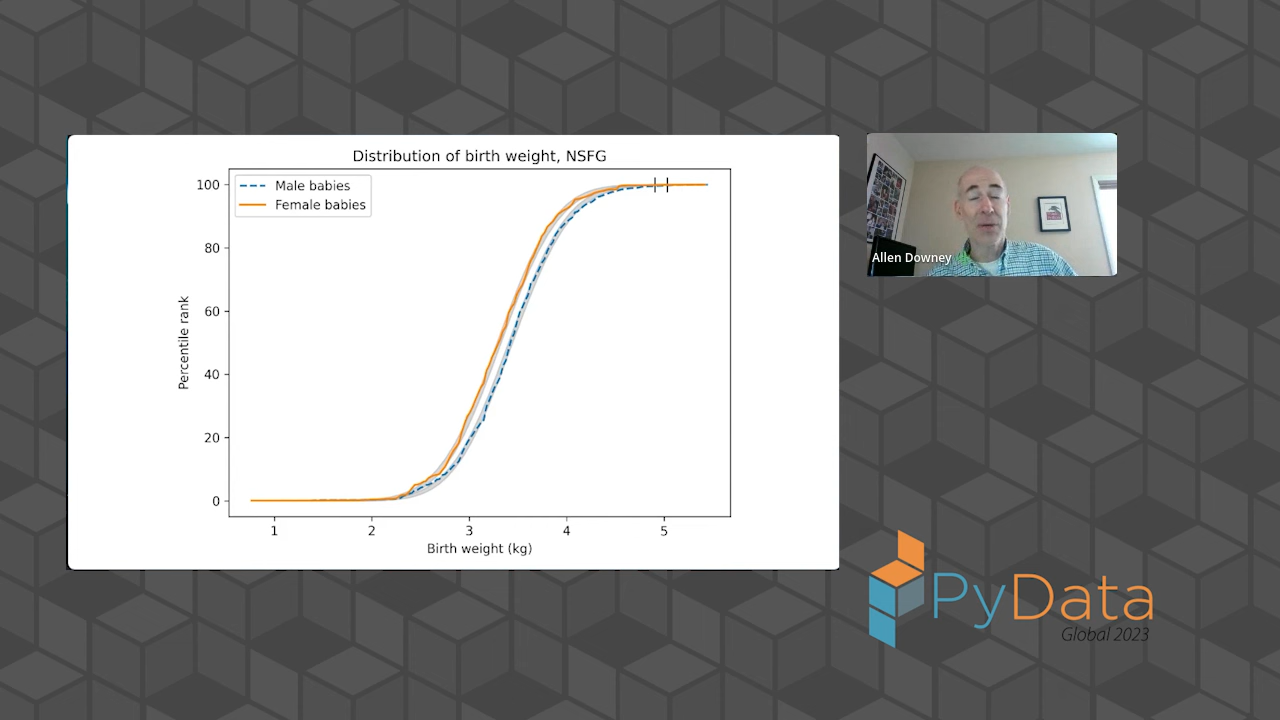 Distribution of birth weight, NSFG
Male babies
Female babies
100
80
60
40
20
0
Percentile rank
1 2 3 4 5
Birth weight (kg)
Allen Downey
PyData
Global 2023